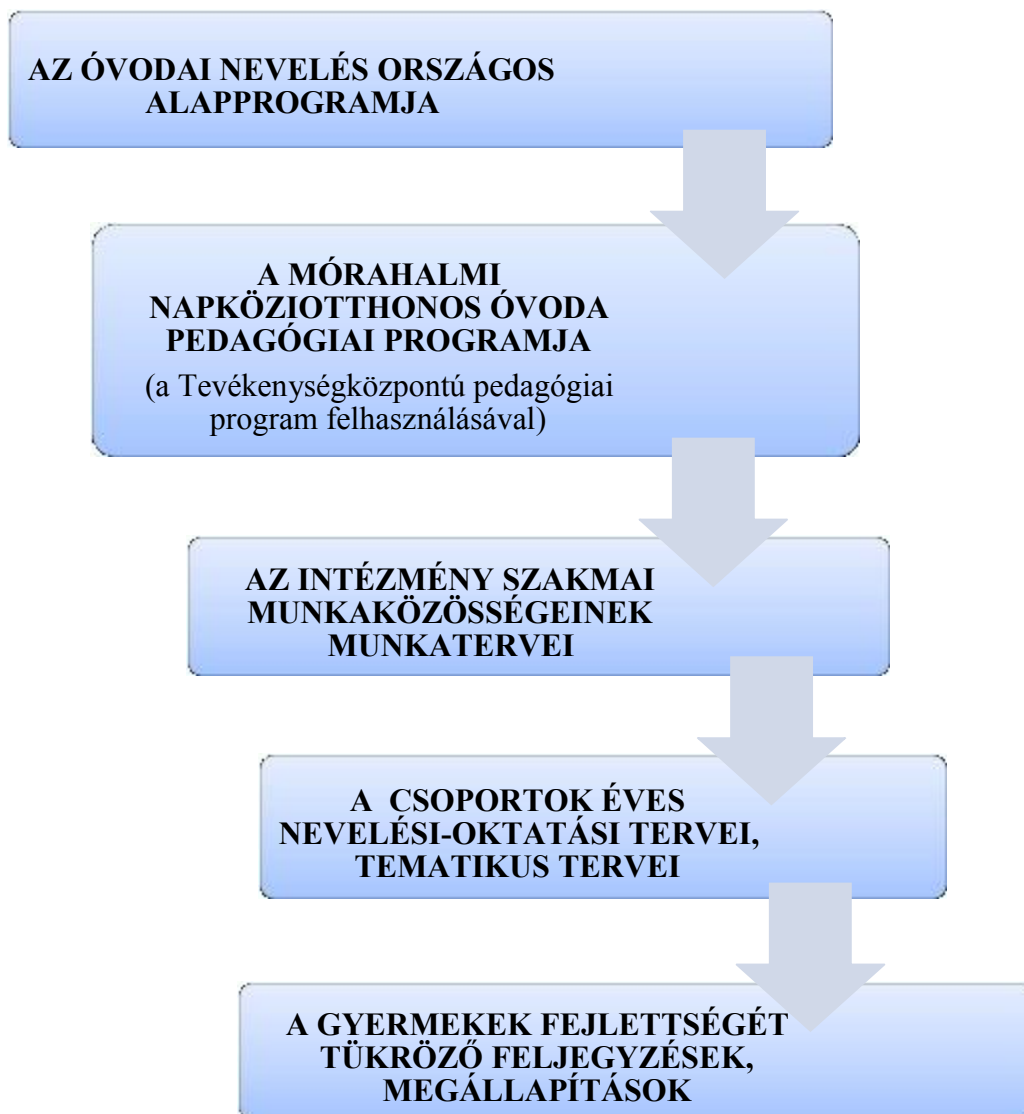 AZ ÓVODAI NEVELÉS ORSZÁGOS
ALAPPROGRAMJA
A MÓRAHALMI
NAPKÖZIOTTHONOS ÓVODA
PEDAGÓGIAI PROGRAMJA
(a Tevékenységközpontú pedagógiai
program felhasználásával)
AZ INTÉZMÉNY SZAKMAI
MUNKAKÖZÖSSÉGEINEK
MUNKATERVEI
A CSOPORTOK ÉVES
NEVELÉSI-OKTATÁSI TERVEI,
TEMATIKUS TERVEI
A GYERMEKEK FEJLETTSÉGÉT
TÜKRÖZŐ FELJEGYZÉSEK,
MEGÁLLAPÍTÁSOK